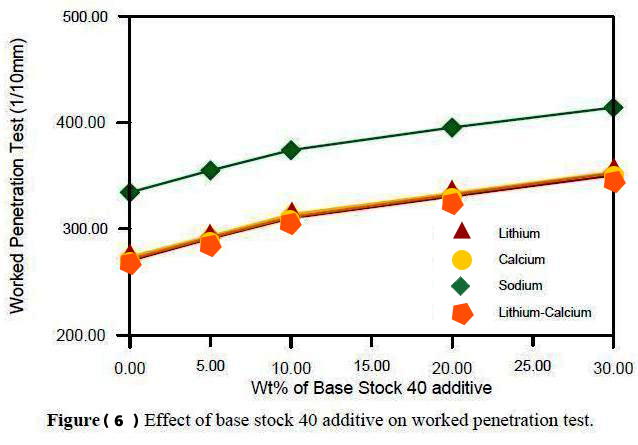 500.00
400.00
300.00
200.00
Worked Penetration Test (1/10mm)
Lithium
Calcium
Sodium
Lithium-Calcium
0.00 5.00 10.00 15.00 20.00 00.00 30.00
Wt% of Base Stock 40 additive
Figure ( 6 ) Effect of base stock 40 additive on worked penetration test.